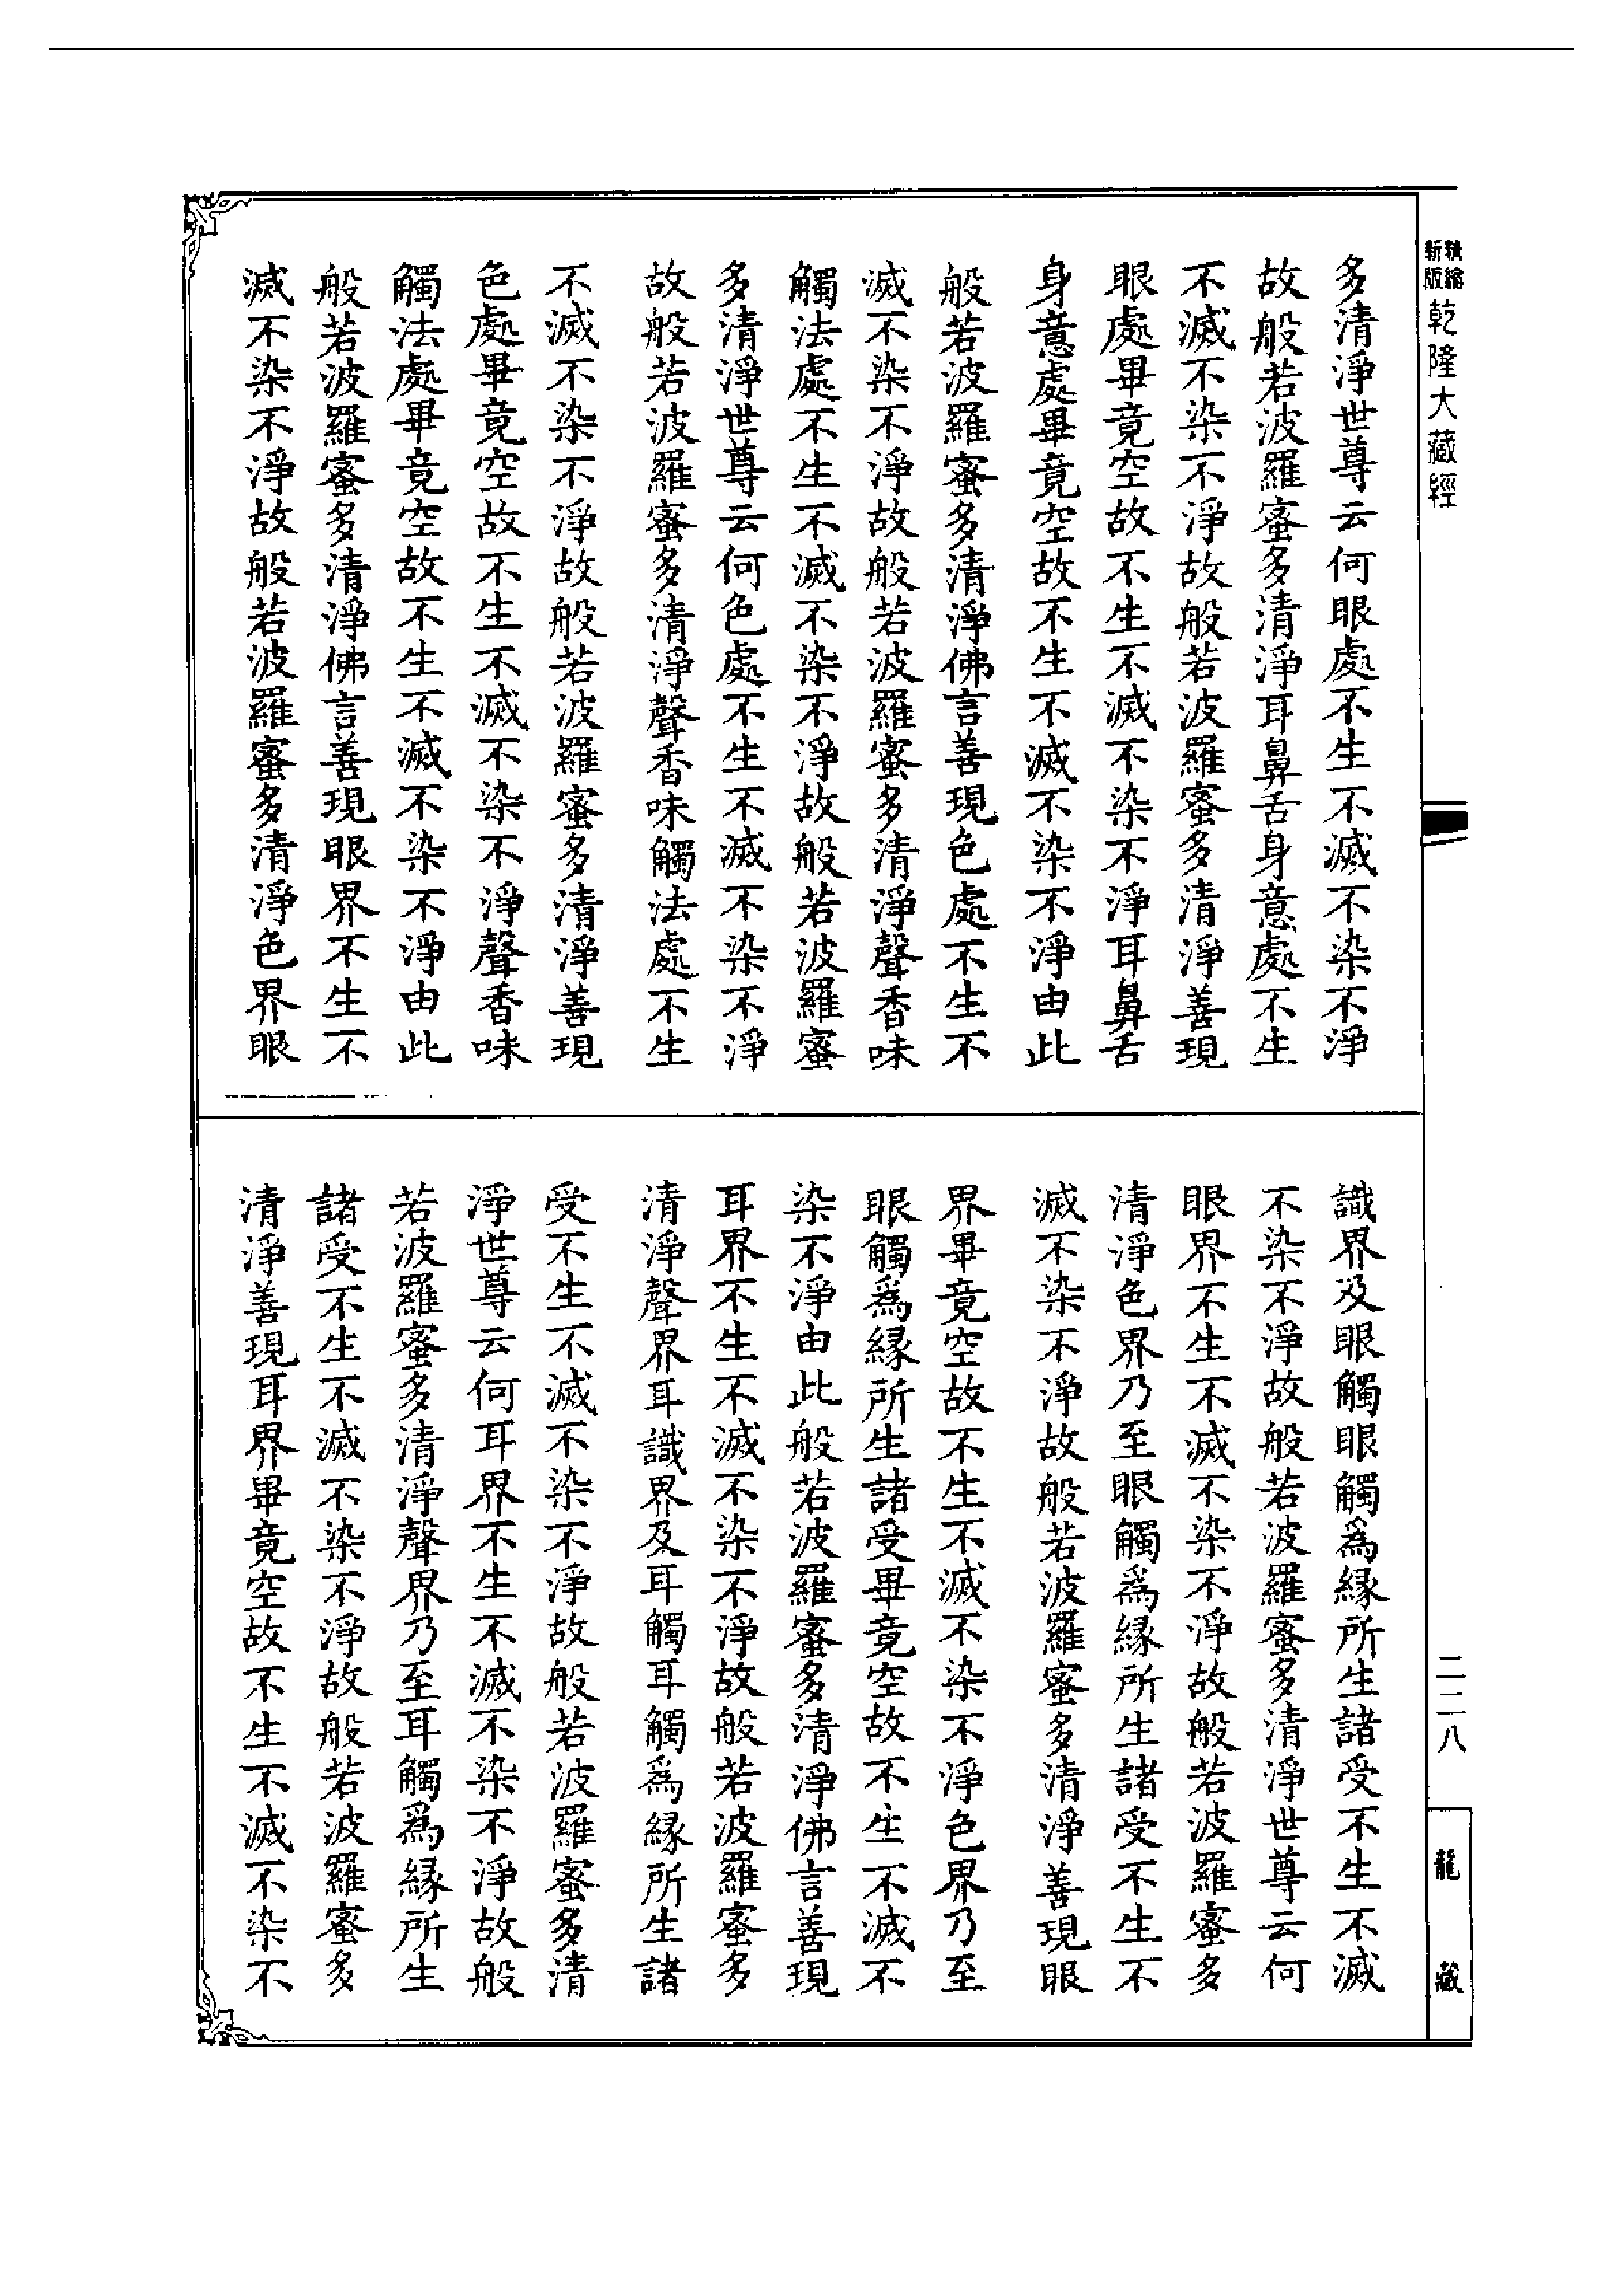 精縮新版
乾隆大藏經
多清淨世尊云何眼處不生不滅不染不淨
故般若波羅蜜多清淨耳鼻舌身意處不生
不滅不染不淨故般若波羅蜜多清淨善現
眼處畢竟空故不生不滅不染不淨耳鼻舌
身意處畢竟空故不生不滅不染不淨由此
般若波羅蜜多清淨佛言善現色處不生不
滅不染不淨故般若波羅蜜多清淨聲香味
觸法處不生不滅不染不淨故般若波羅蜜
多清淨世尊云何色處不生不滅不染不淨
故般若波羅蜜多清淨聲香味觸法處不生
不滅不染不淨故般若波羅蜜多清淨善現
色處畢竟空故不生不滅不染不淨聲香味
觸法處畢竟空故不生不滅不染不淨由此
般若波羅蜜多清淨佛言善現眼界不生不
滅不染不淨故般若波羅蜜多清淨色界眼
識界及眼觸眼觸為緣所生諸受不生不滅
不染不淨故般若波羅蜜多清淨世尊云何
眼界不生不滅不染不淨故般若波羅蜜多
清淨色界乃至眼觸為緣所生諸受不生不
滅不染不淨故般若波羅蜜多清淨善現眼
界畢竟空故不生不滅不染不淨色界乃至
眼觸為緣所生諸受畢竟空故不生不滅不
染不淨由此般若波羅蜜多清淨佛言善現
耳界不生不滅不染不淨故般若波羅蜜多
清淨聲界耳識界及耳觸耳觸為緣所生諸
受不生不滅不染不淨故般若波羅蜜多清
淨世尊云何耳界不生不滅不染不淨故般
若波羅蜜多清淨聲界乃至耳觸為緣所生
諸受不生不滅不染不淨故般若波羅蜜多
清淨善現耳界畢竟空故不生不滅不染不
二二八
龍藏